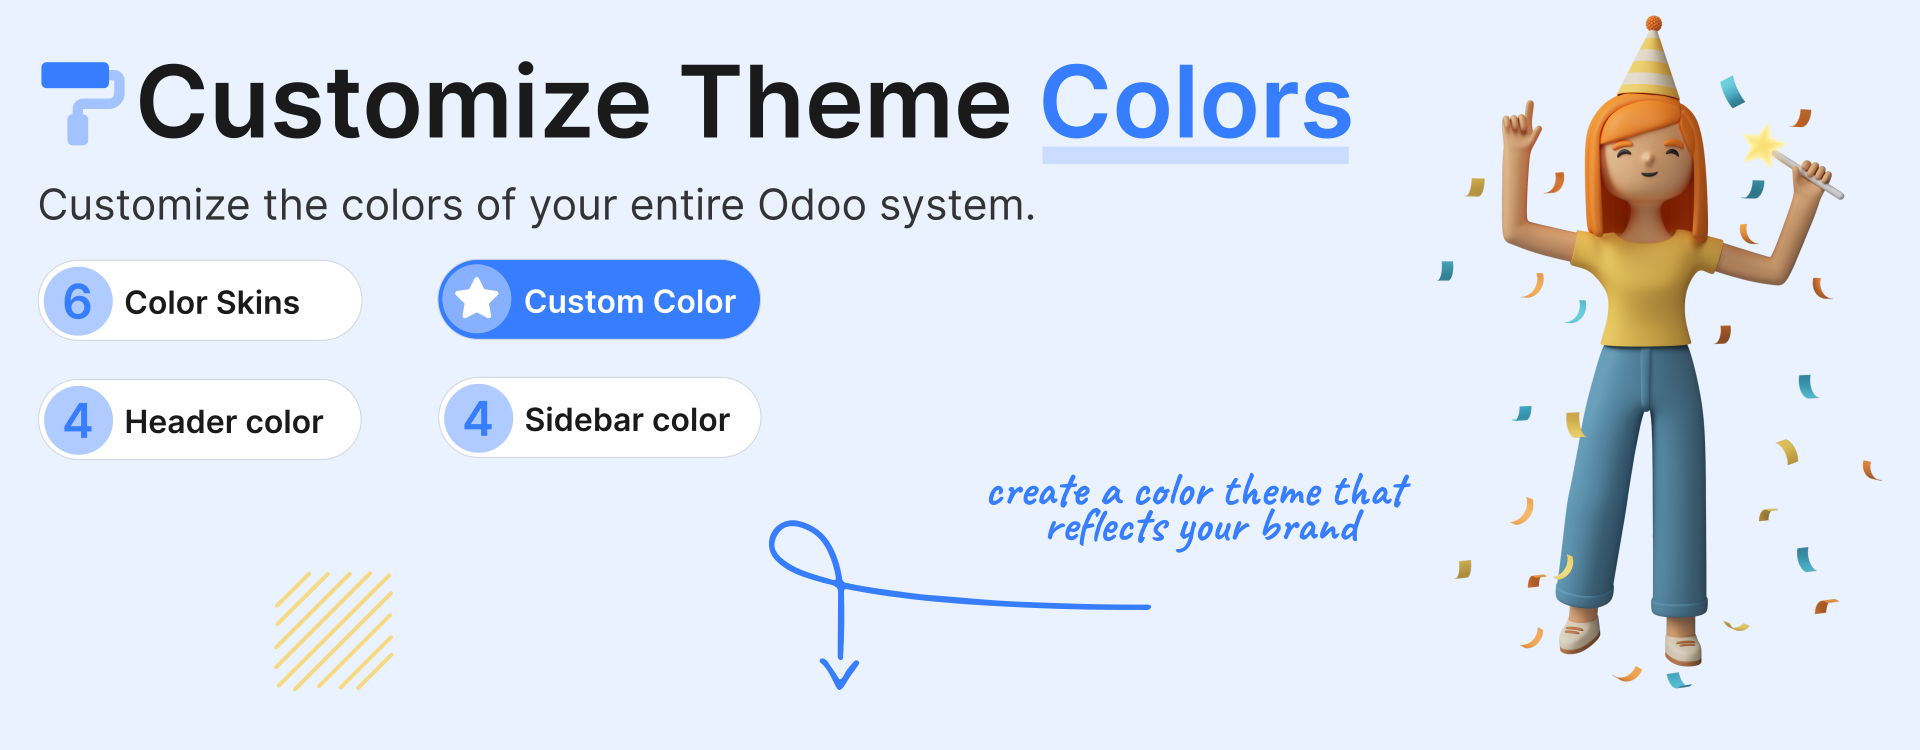 Customize Theme Colors
Customize the colors of your entire Odoo system.
6 Color Skins
Custom Color
4 Header color
4 Sidebar color
create a color theme that
reflects your brand